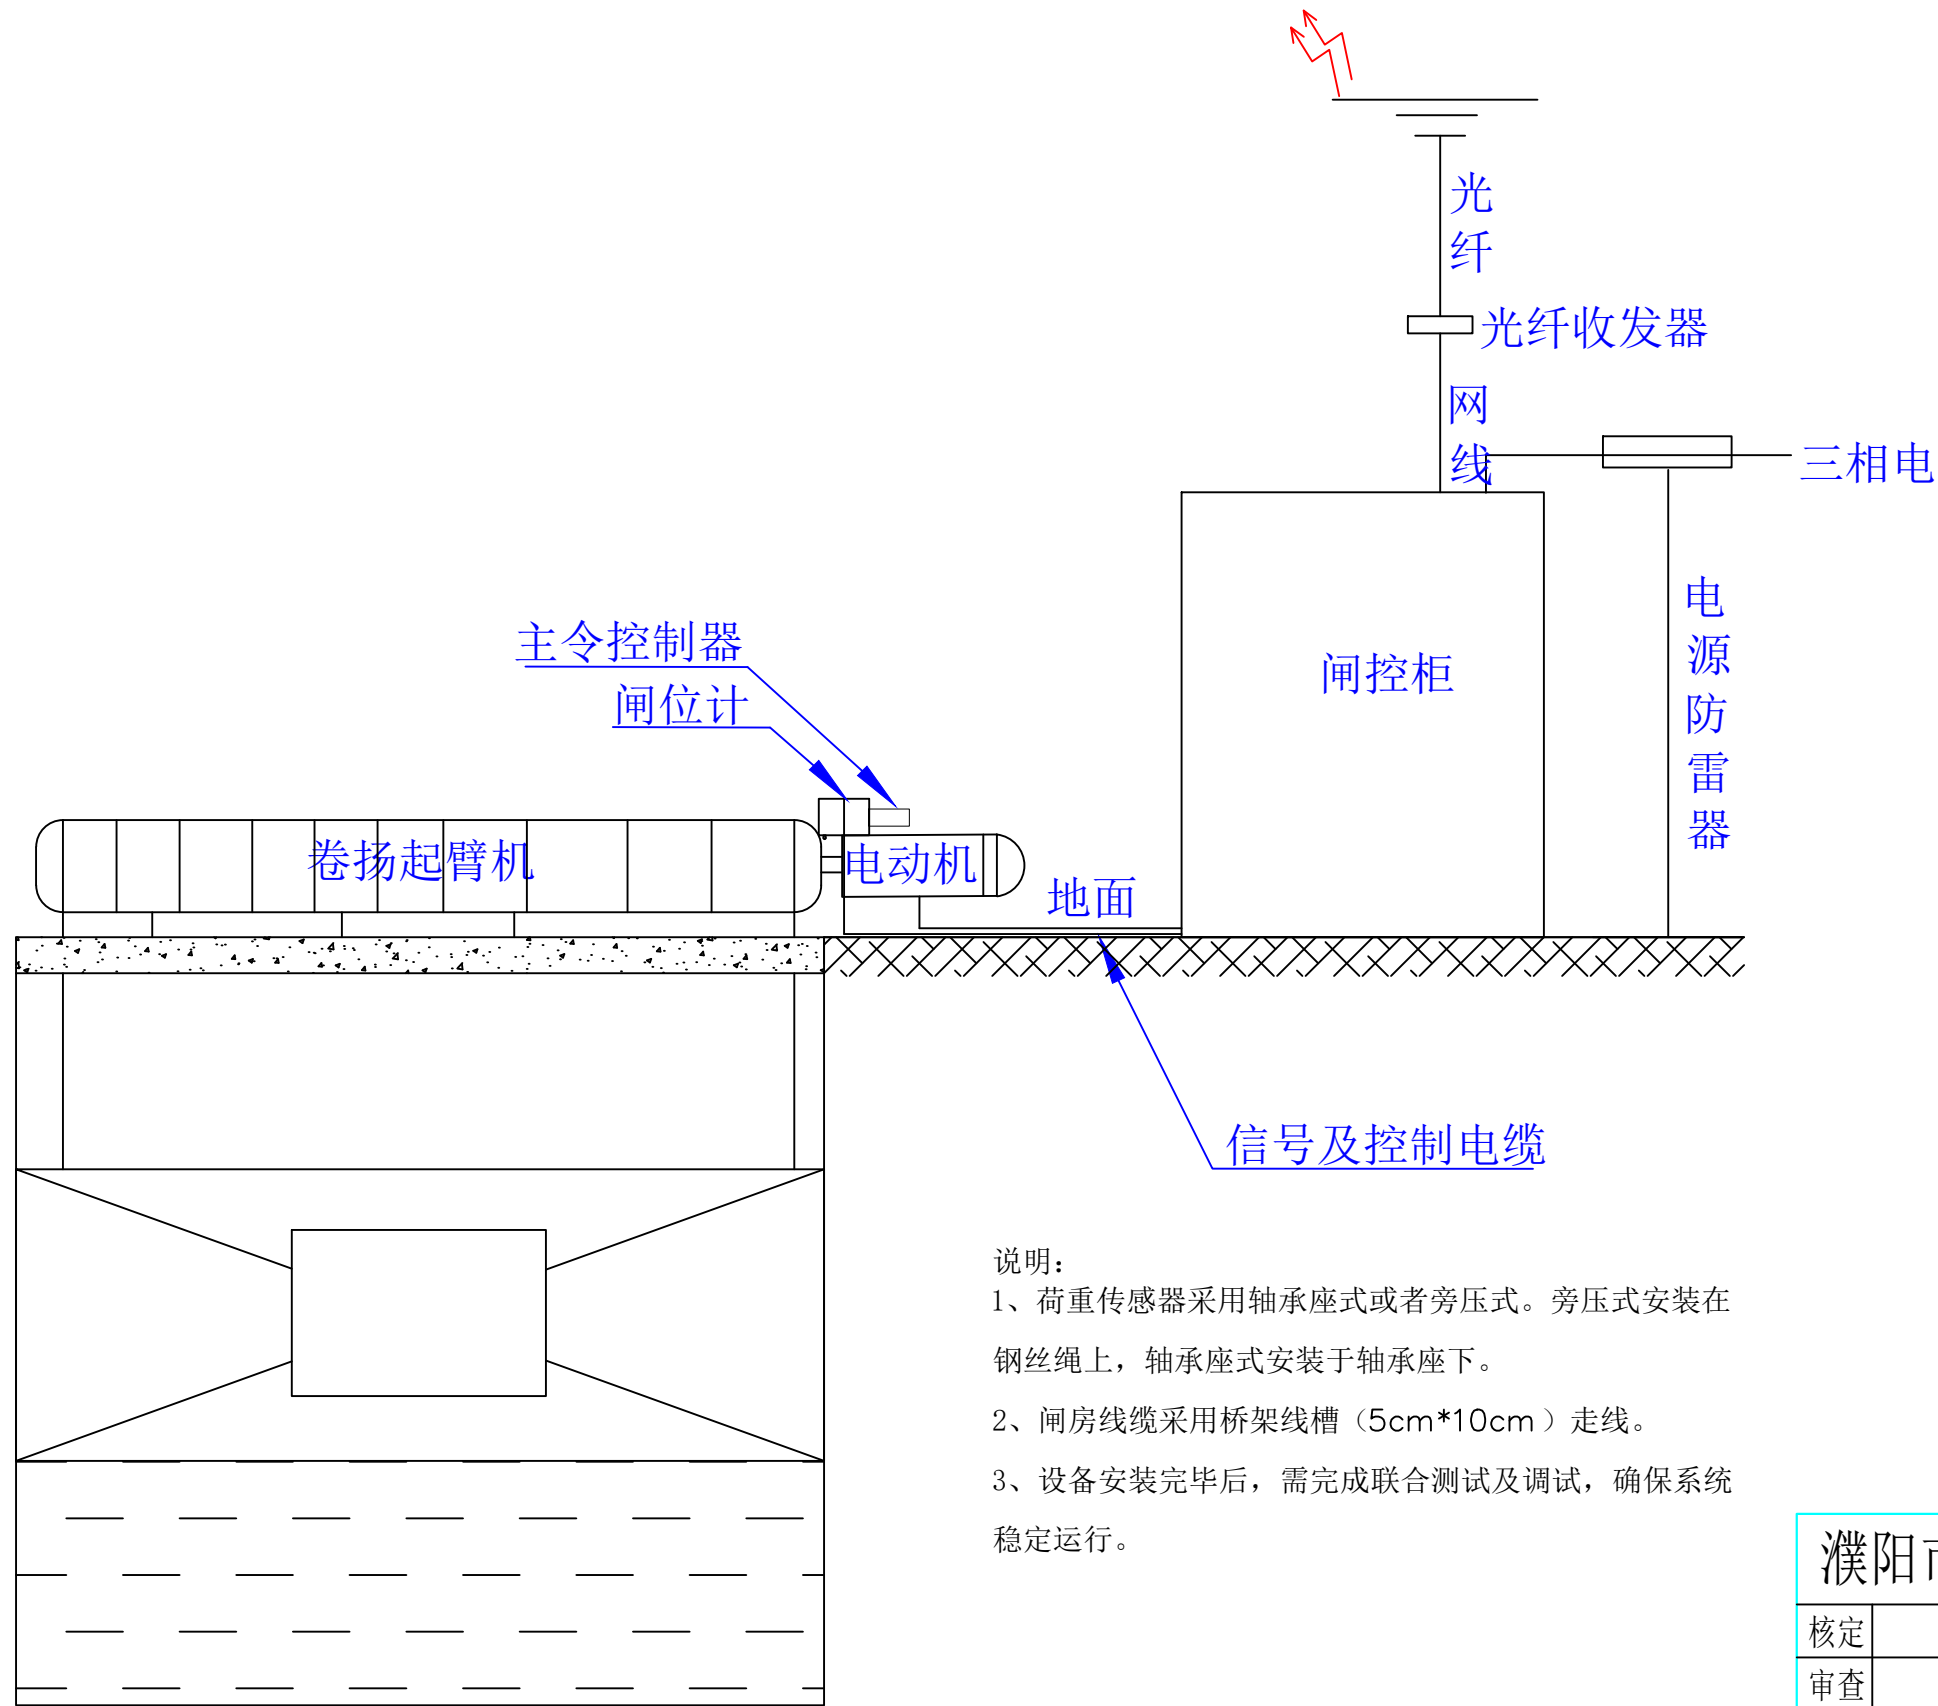 光
纤
光纤收发器
网
线
三相电
电
源
防
雷
器
主令控制器
闸位计
闸控柜
卷扬起臂机
电动机
地面
信号及控制电缆
说明：
1、荷重传感器采用轴承座式或者旁压式。旁压式安装在
钢丝绳上，轴承座式安装于轴承座下。
2、闸房线缆采用桥架线槽（5cm*10cm）走线。
3、设备安装完毕后，需完成联合测试及调试，确保系统
稳定运行。
濮阳市
核定
审查